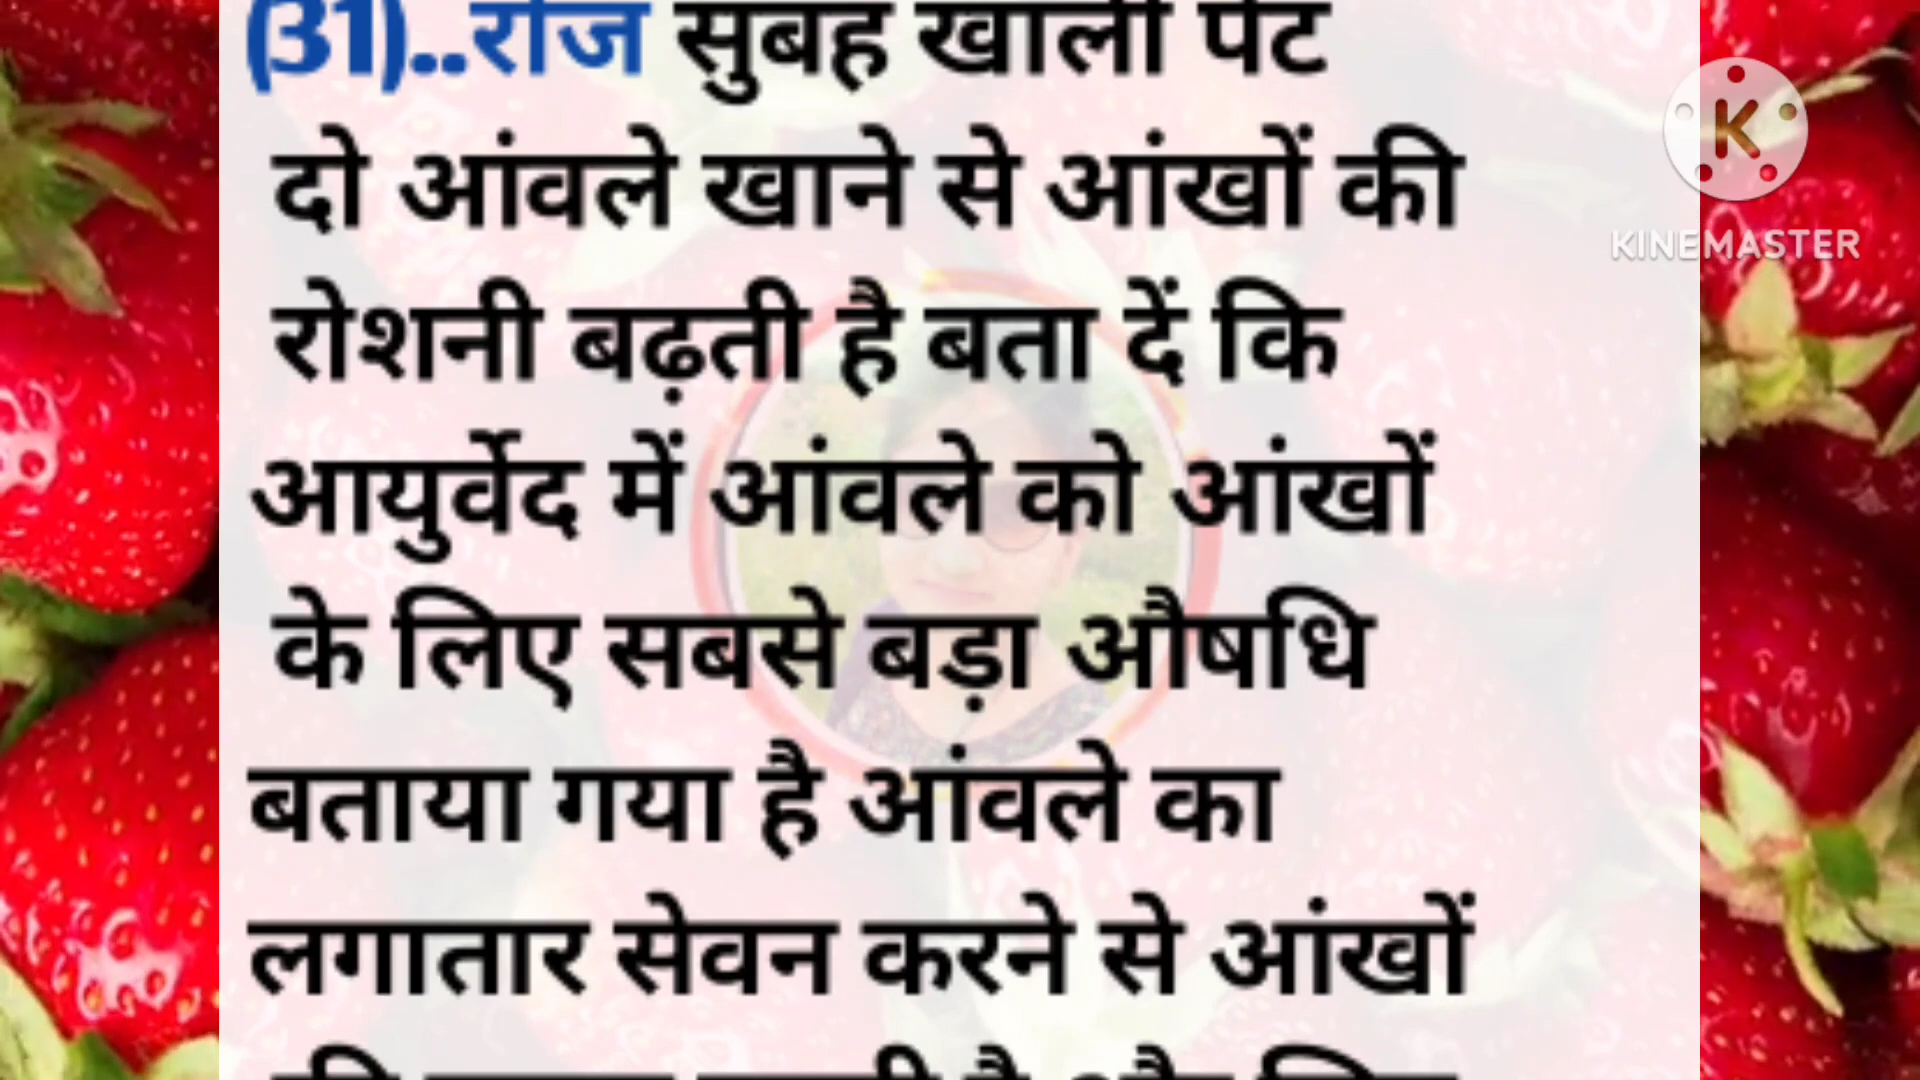 (31)..रोज सुबह खाली पेट
दो आंवले खाने से आंखों की
रोशनी बढ़ती है बता दें कि
आयुर्वेद में आंवले को आंखों
के लिए सबसे बड़ा औषधि
बताया गया है आंवले का
लगातार सेवन करने से आंखों
K
KINEMASTER